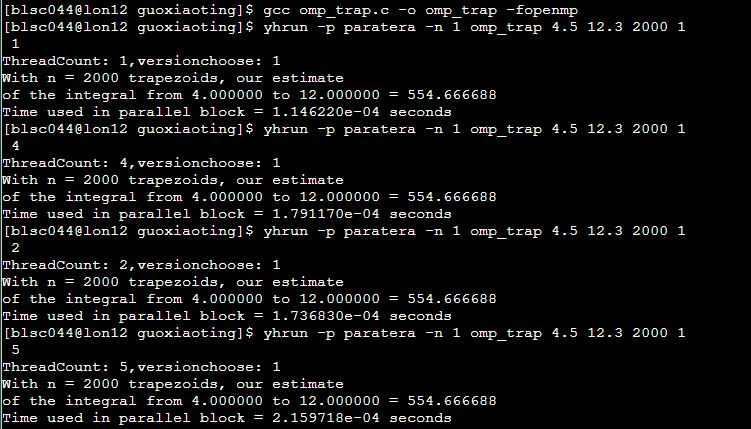 [blsc044@lon12 guoxiaoting]$ gcc omp_trap.c -o omp_trap -fopenmp
[blsc044@lon12 guoxiaoting]$ yhrun -p paratera -n 1 omp_trap 4.5 12.3 2000 1
1
ThreadCount: 1,versionchoose: 1
With n = 2000 trapezoids, our estimate
of the integral from 4.000000 to 12.000000 = 554.666688
Time used in parallel block = 1.146220e-04 seconds
[blsc044@lon12 guoxiaoting]$ yhrun -p paratera -n 1 omp_trap 4.5 12.3 2000 1
4
ThreadCount: 4,versionchoose: 1
With n = 2000 trapezoids, our estimate
of the integral from 4.000000 to 12.000000 = 554.666688
Time used in parallel block = 1.791170e-04 seconds
[blsc044@lon12 guoxiaoting]$ yhrun -p paratera -n 1 omp_trap 4.5 12.3 2000 1
2
ThreadCount: 2,versionchoose: 1
With n = 2000 trapezoids, our estimate
of the integral from 4.000000 to 12.000000 = 554.666688
Time used in parallel block = 1.736830e-04 seconds
[blsc044@lon12 guoxiaoting]$ yhrun -p paratera -n 1 omp_trap 4.5 12.3 2000 1
5
ThreadCount: 5,versionchoose: 1
With n = 2000 trapezoids, our estimate
of the integral from 4.000000 to 12.000000 = 554.666688
Time used in parallel block = 2.159718e-04 seconds